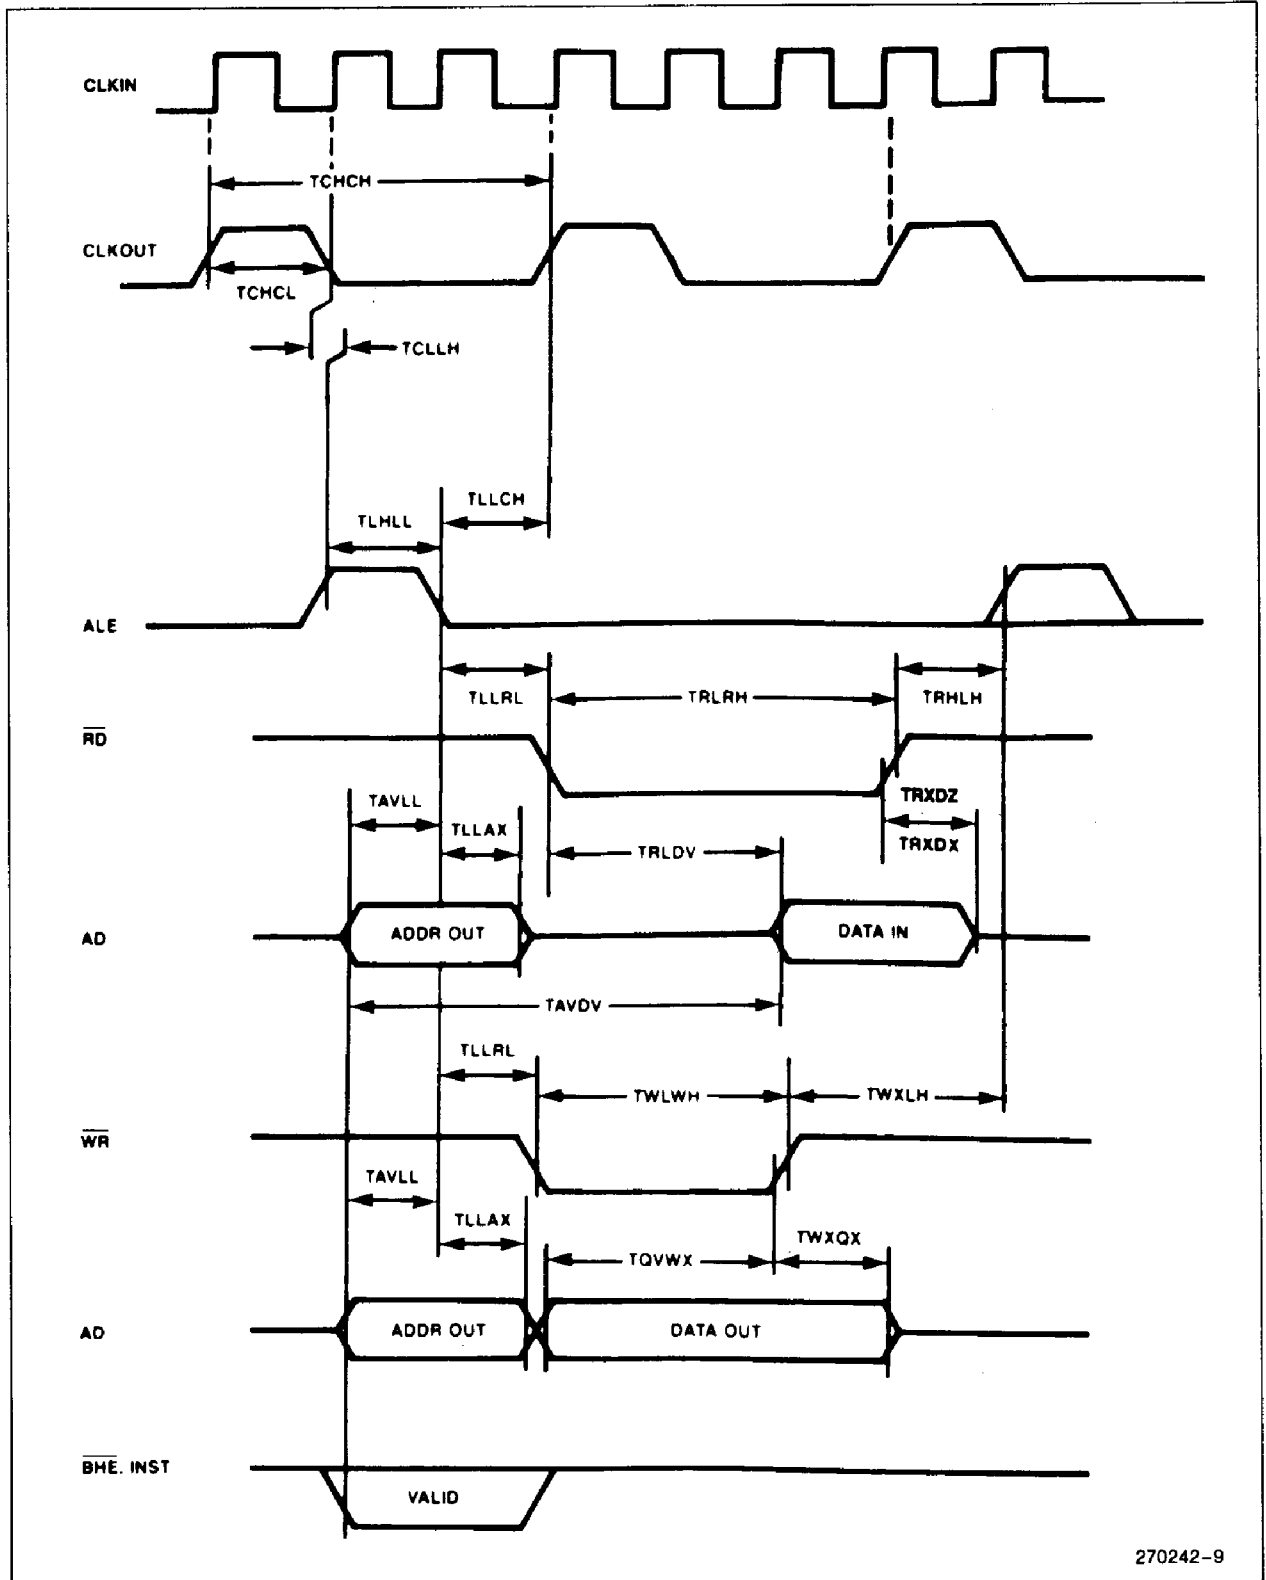 CLKIN
TCHCH
CLKOUT
TCHCL
TCLLH
TLLCH
TLHLL
ALE
TLLRL
TRLRH
TRHLH
RD
TAVLL
TRXDZ
TLLAX
TRLDV
TRXDX
AD
ADDR OUT
DATA IN
TAVDV
TLLRL
TWLWH
TWXLH
WR
TAVLL
TLLAX
TWXQX
TQVWX
AD
ADDR OUT
DATA OUT
BHE. INST
VALID
270242-9